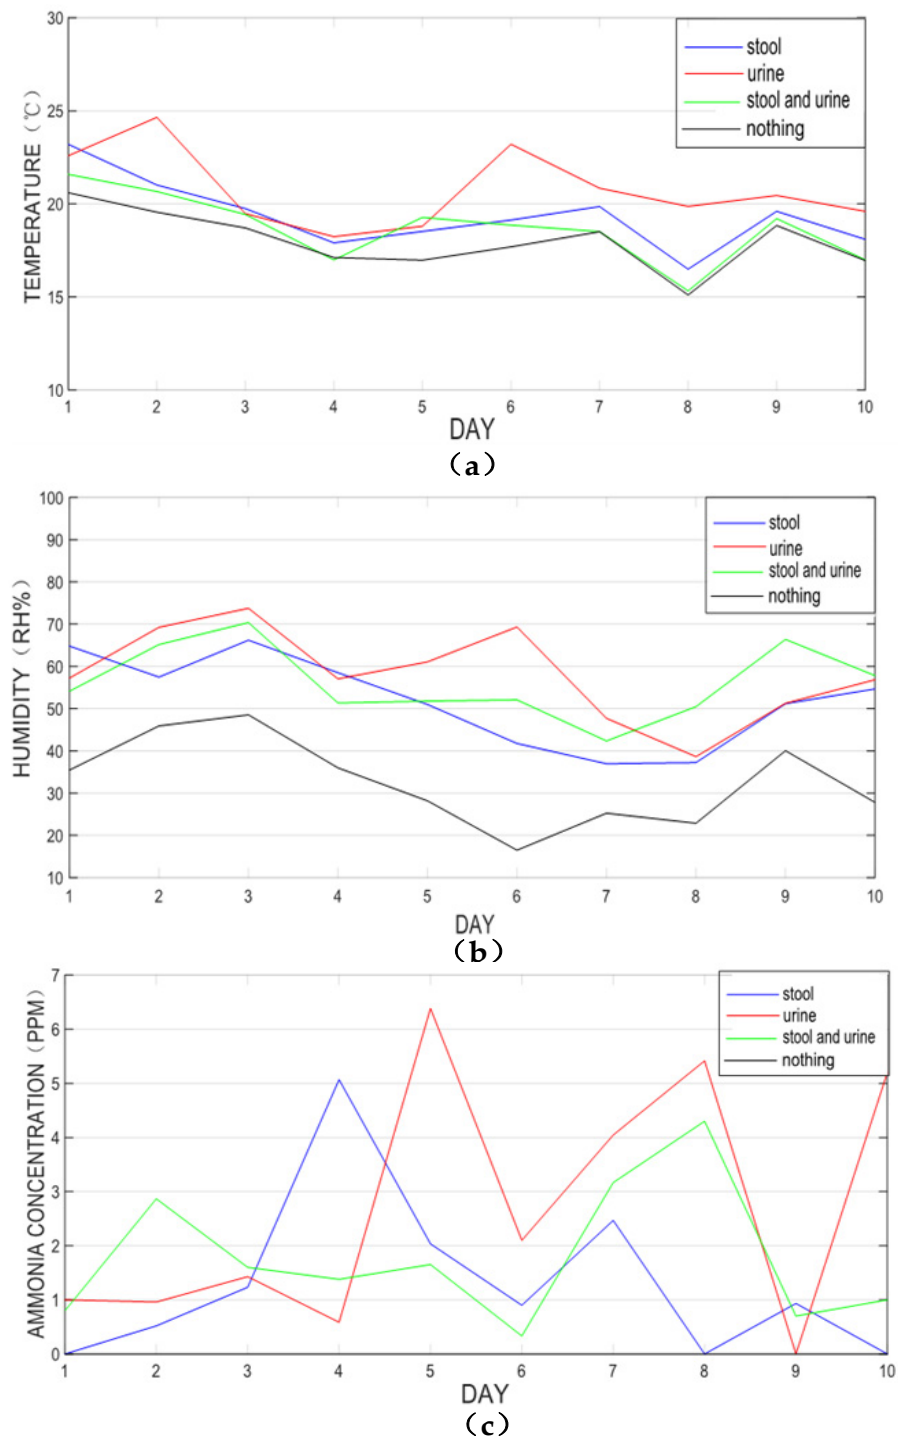 30
25
20
15
10
TEMPERATURE（℃）
stool
urine
stool and urine
nothing
1 2 3 4 5 6 7 8 9 10
DAY
（a）
100
90
80
70
60
50
40
30
20
10
HUMIDITY（RH%）
stool
urine
stool and urine
nothing
1 2 3 4 5 6 7 8 9 10
DAY
（b）
7
6
5
4
3
2
1
0
AMMONIA CONCENTRATION（PPM）
stool
urine
stool and urine
nothing
1 2 3 4 5 6 7 8 9 10
DAY
（c）